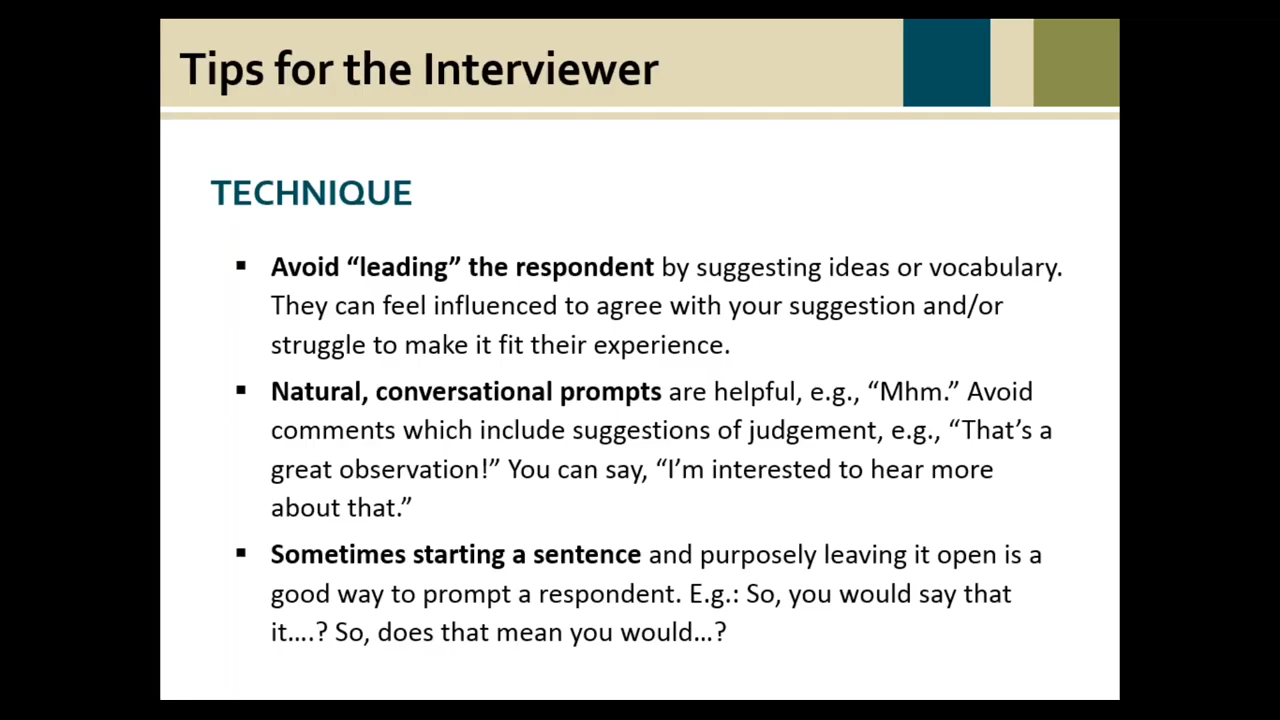 Tips for the Interviewer
TECHNIQUE
▪ Avoid “leading” the respondent by suggesting ideas or vocabulary.
They can feel influenced to agree with your suggestion and/or
struggle to make it fit their experience.
▪ Natural, conversational prompts are helpful, e.g., “Mhm.” Avoid
comments which include suggestions of judgement, e.g., “That’s a
great observation!” You can say, “I’m interested to hear more
about that.”
▪ Sometimes starting a sentence and purposely leaving it open is a
good way to prompt a respondent. E.g.: So, you would say that
it….? So, does that mean you would…?